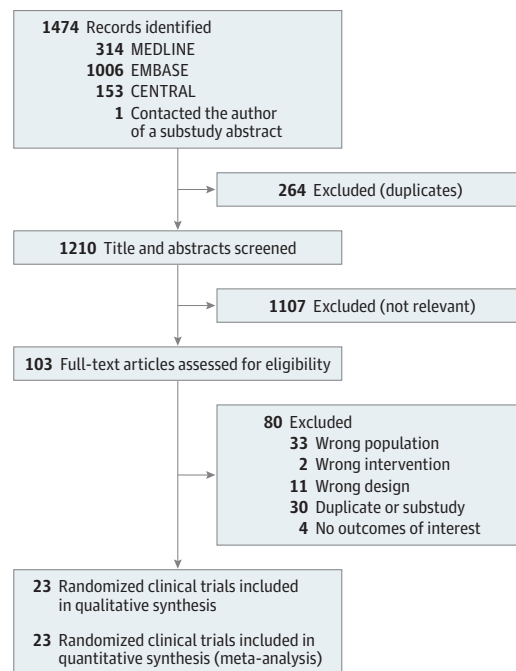 1474 Records identified
314 MEDLINE
1006 EMBASE
153 CENTRAL
1 Contacted the author
of a substudy abstract
264 Excluded (duplicates)
1210 Title and abstracts screened
1107 Excluded (not relevant)
103 Full-text articles assessed for eligibility
80 Excluded
33 Wrong population
2 Wrong intervention
11 Wrong design
30 Duplicate or substudy
4 No outcomes of interest
23 Randomized clinical trials included
in qualitative synthesis
23 Randomized clinical trials included in
quantitative synthesis (meta-analysis)